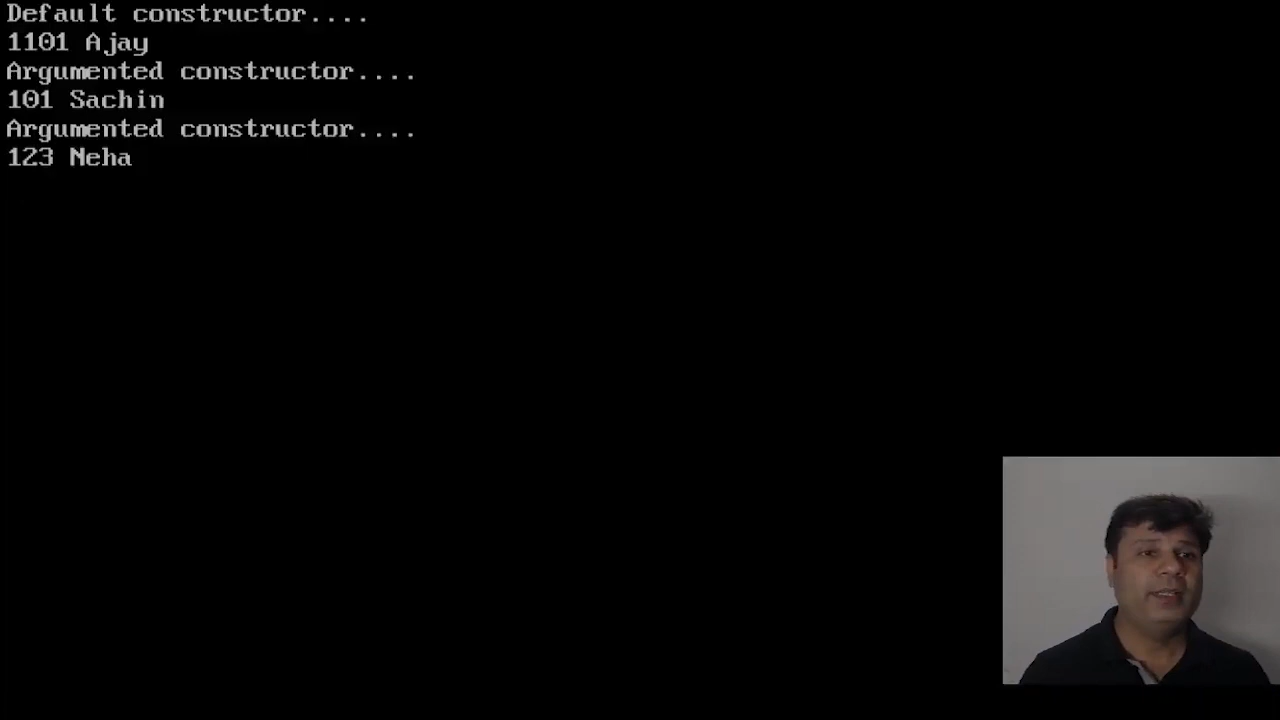 Default constructor....
1101 Ajay
Argumented constructor....
101 Sachin
Argumented constructor....
123 Neha